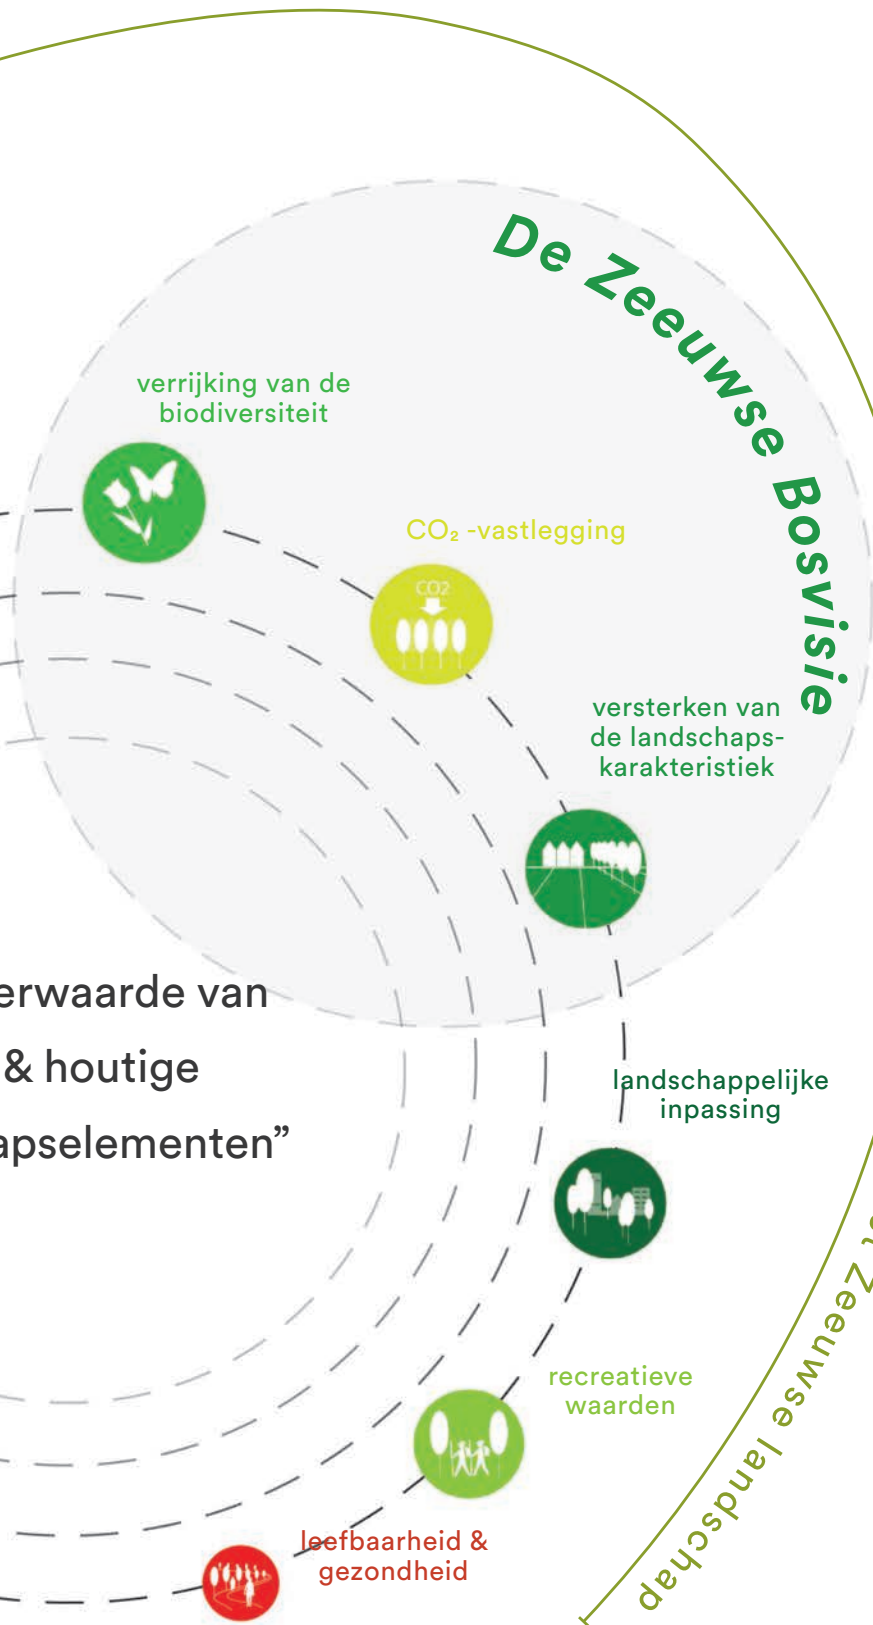 De Zeeuwse Bosvisie
verrijking van de
biodiversiteit
CO₂ -vastlegging
CO2
versterken van
de landschaps-
karakteristiek
erwaarde van
& houtige
apselementen”
landschappelijke
inpassing
recreatieve
waarden
leefbaarheid &
gezondheid
Zeeuwse landschap